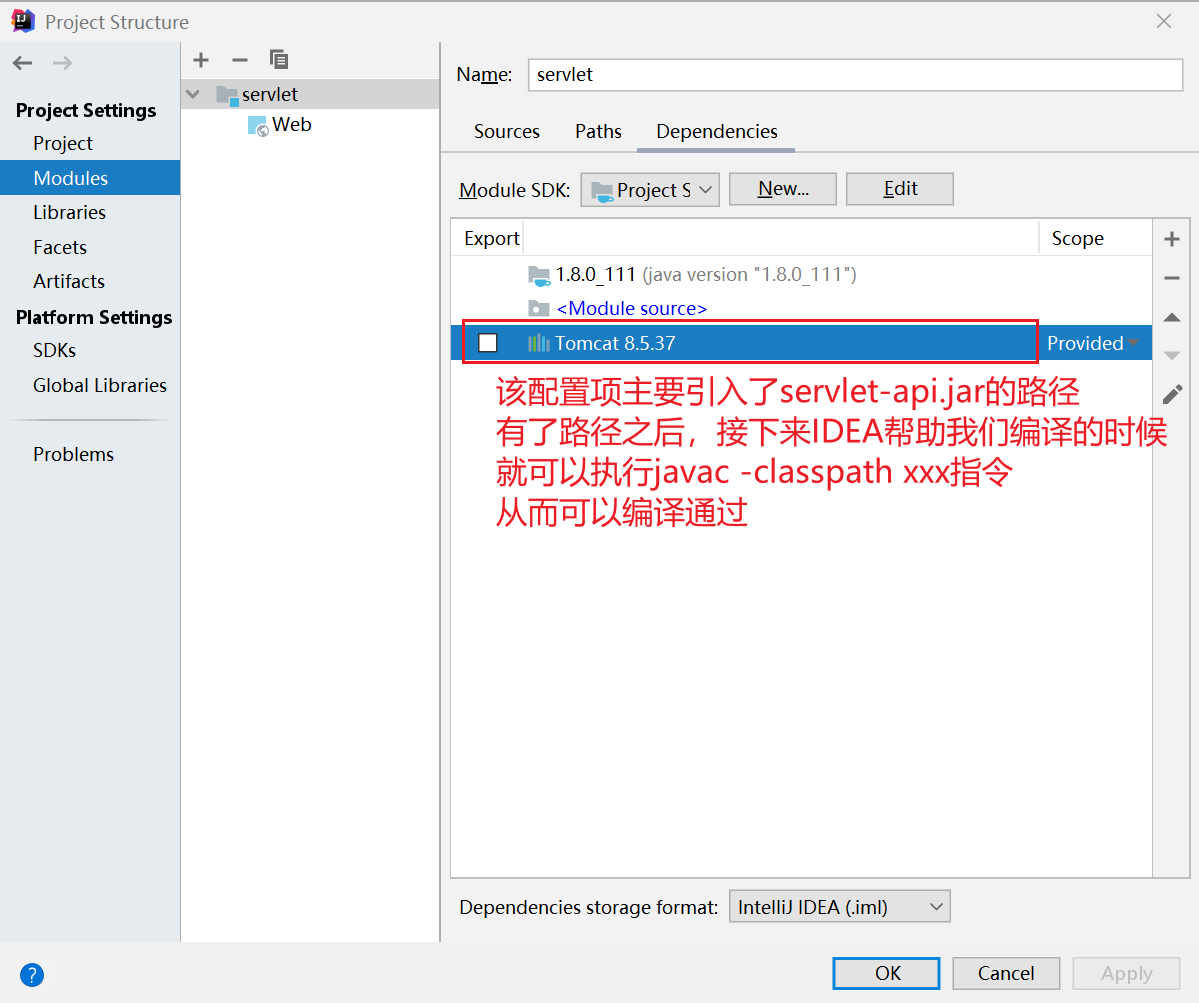 Project Structure
Project Settings
Project
Modules
Libraries
Facets
Artifacts
Platform Settings
SDKs
Global Libraries
Problems
servlet
Web
Name: servlet
Sources Paths Dependencies
Module SDK: Project S New... Edit
Export Scope
1.8.0_111 (java version "1.8.0_111")
<Module source>
Tomcat 8.5.37 Provided
该配置项主要引入了servlet-api.jar的路径
有了路径之后，接下来IDEA帮助我们编译的时候
就可以执行javac -classpath xxx指令
从而可以编译通过
Dependencies storage format: IntelliJ IDEA (.iml)
? OK Cancel Apply